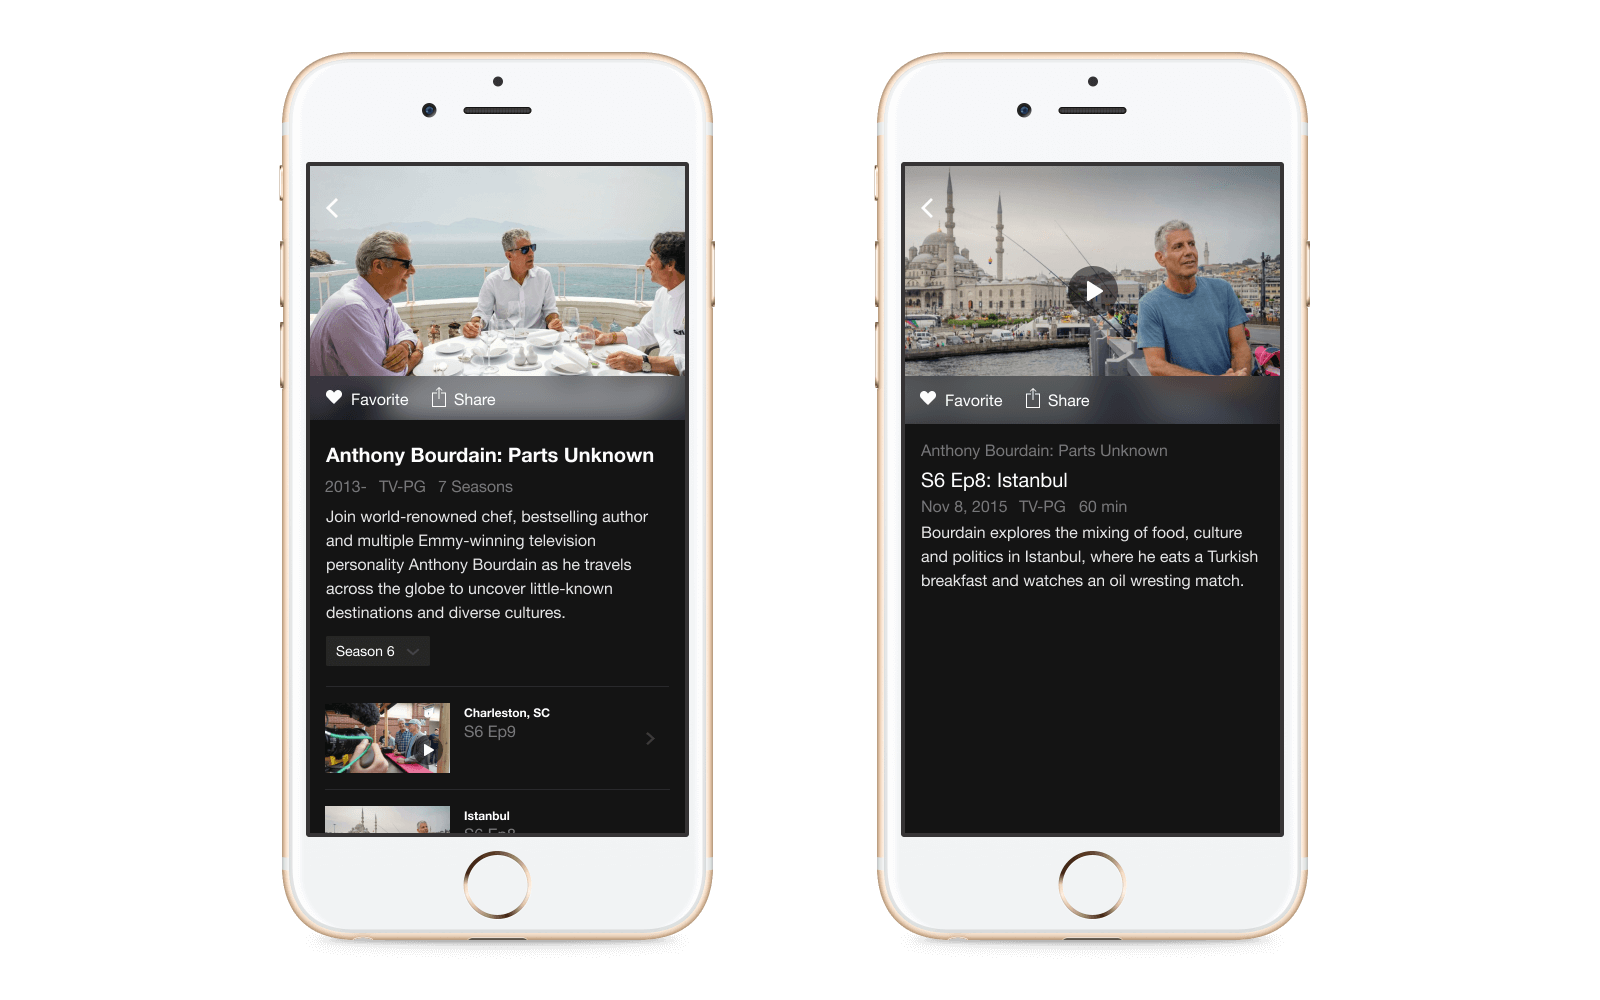 Favorite
Share
Anthony Bourdain: Parts Unknown
2013- TV-PG 7 Seasons
Join world-renowned chef, bestselling author
and multiple Emmy-winning television
personality Anthony Bourdain as he travels
across the globe to uncover little-known
destinations and diverse cultures.
Season 6
Charleston, SC
S6 Ep9
Istanbul
S6 Ep8
Favorite
Share
Anthony Bourdain: Parts Unknown
S6 Ep8: Istanbul
Nov 8, 2015 TV-PG 60 min
Bourdain explores the mixing of food, culture
and politics in Istanbul, where he eats a Turkish
breakfast and watches an oil wresting match.